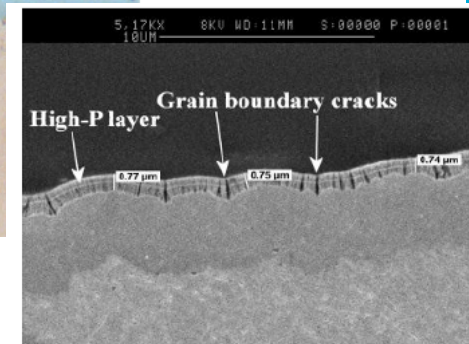 5,17KX 8KV WD:11MM S:00000 P:00001
10UM
Grain boundary cracks
High-P layer
0.77 µm
0.75 µm
0.74 µm